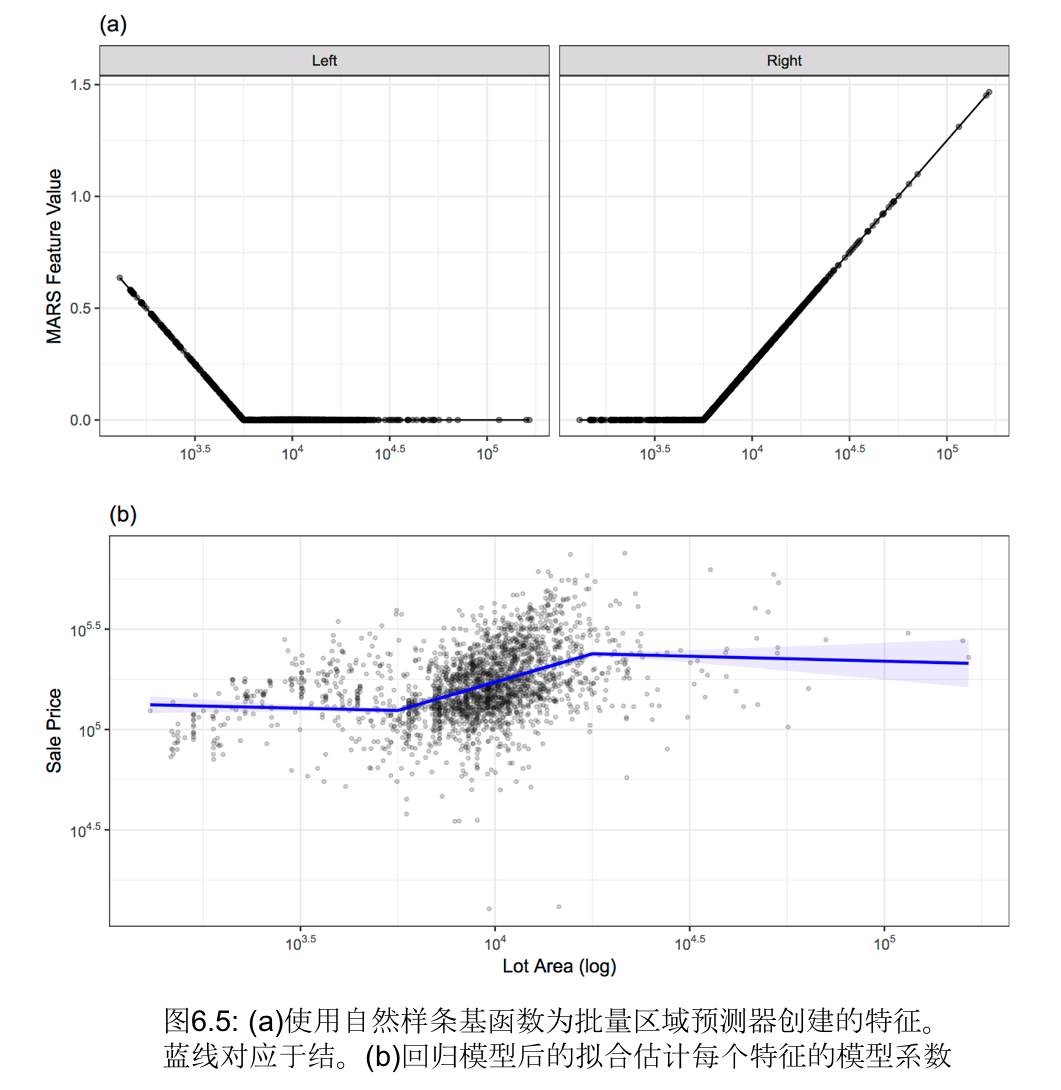 (a)
Left Right
MARS Feature Value
1.5
1.0
0.5
0.0
10^3.5 10^4 10^4.5 10^5 10^3.5 10^4 10^4.5 10^5
(b)
Sale Price
10^5.5
10^5
10^4.5
10^3.5 10^4 10^4.5 10^5
Lot Area (log)
图6.5: (a)使用自然样条基函数为批量区域预测器创建的特征。
蓝线对应于结。(b)回归模型后的拟合估计每个特征的模型系数